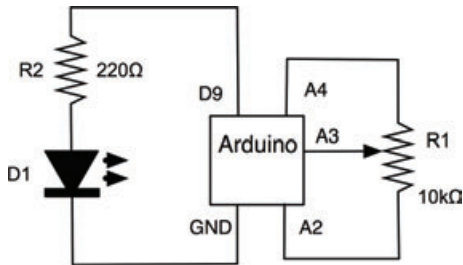 R2
220Ω
D9
A4
Arduino
A3
R1
D1
10kΩ
GND
A2